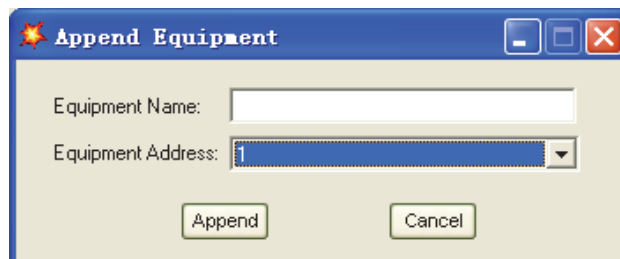 Append Equipment
Equipment Name:
Equipment Address: 1
Append Cancel